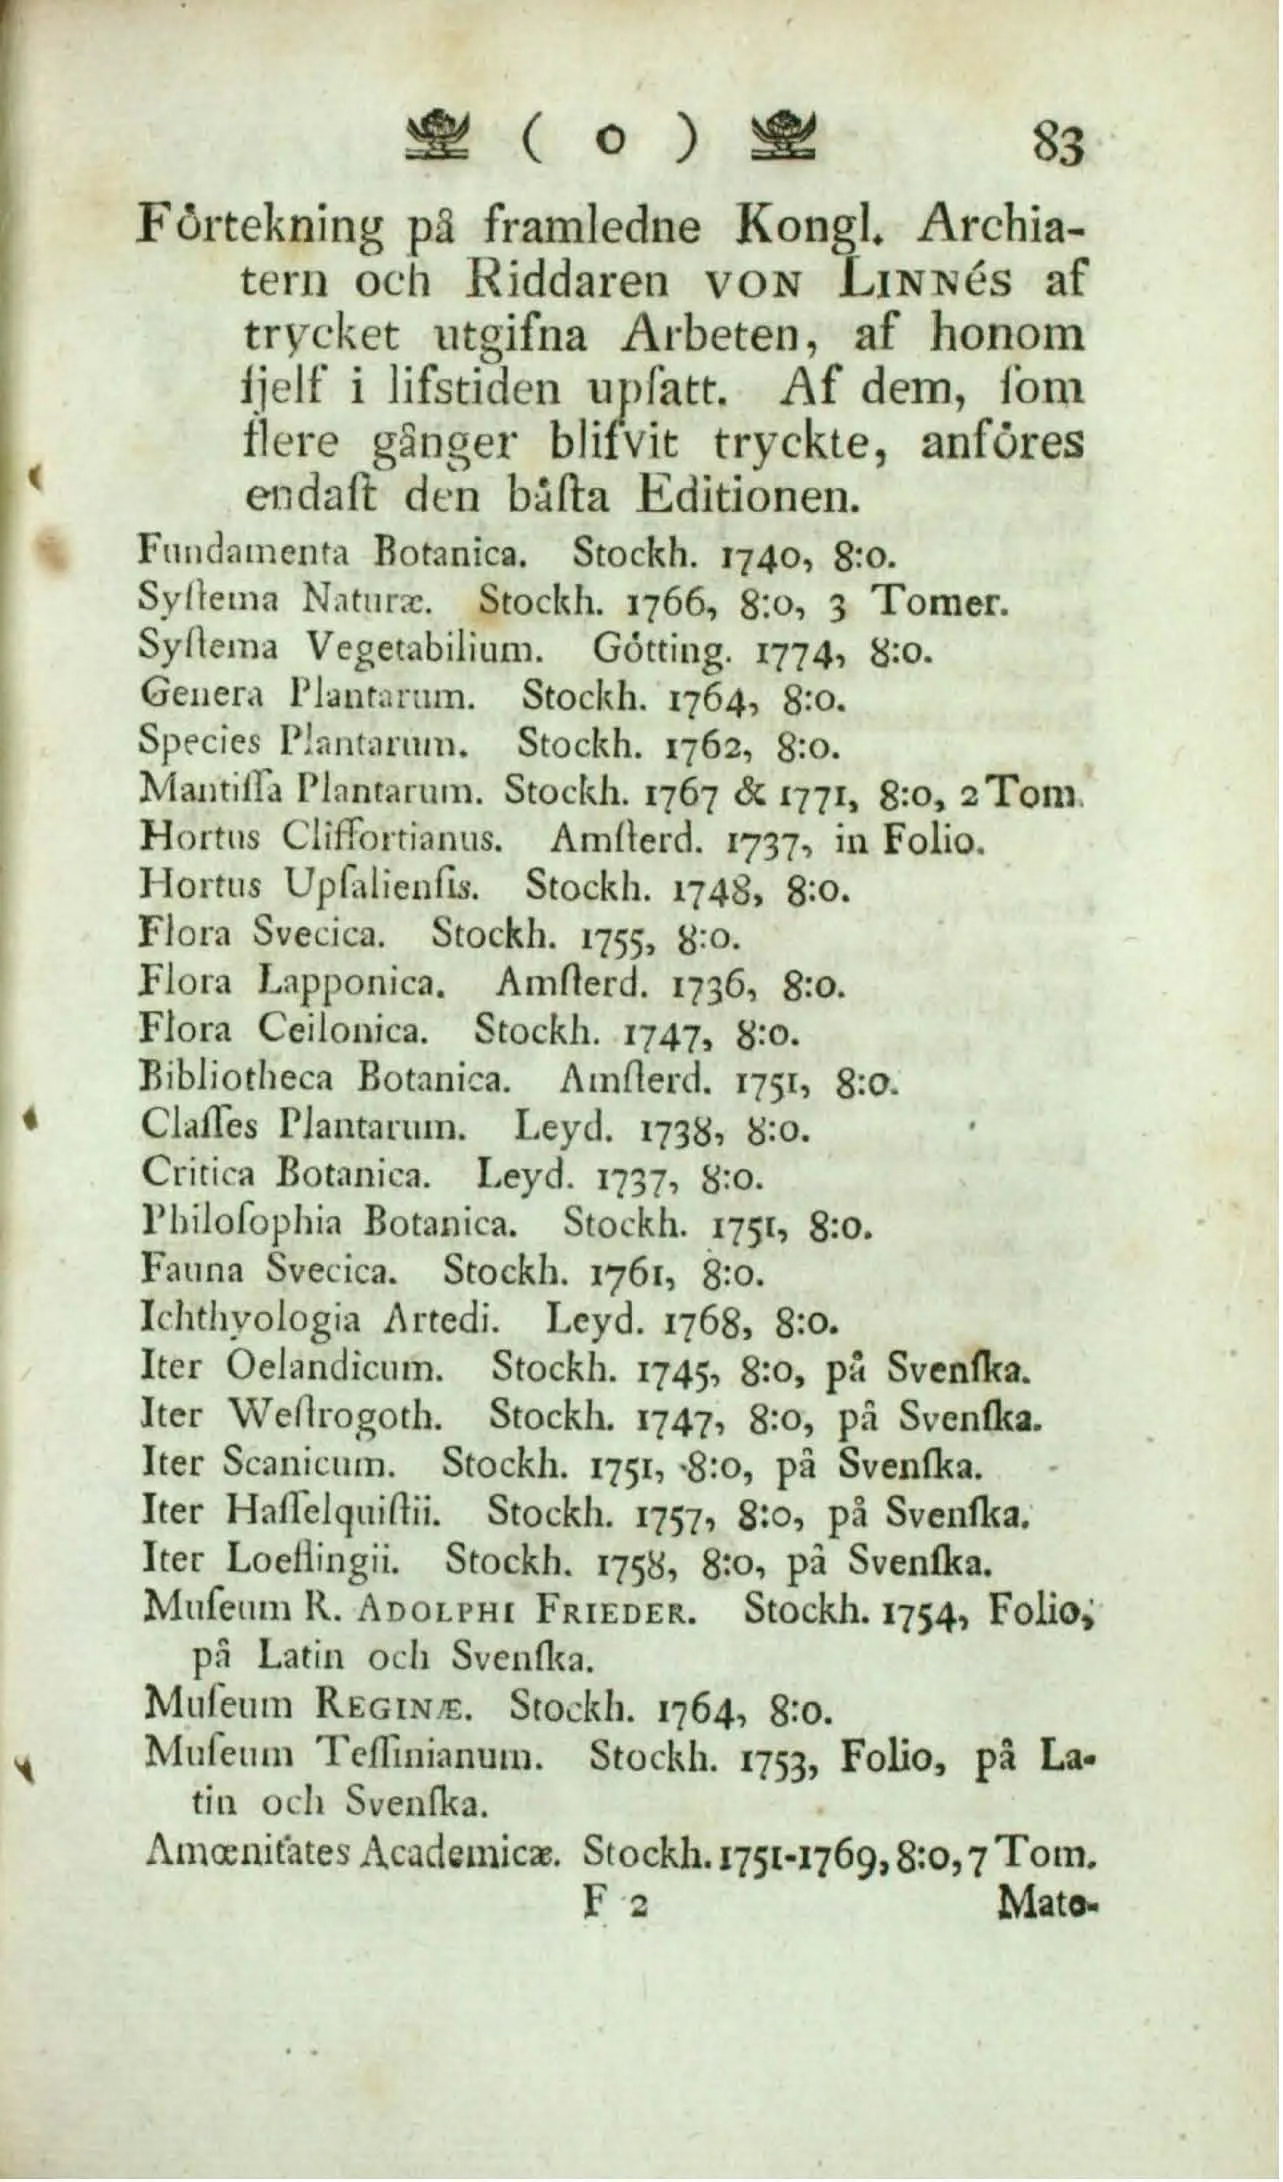 ( 0 ) 83
Förtekning på framledne Kongl. Archia-
tern och Riddaren VON LINNéS af
trycket utgifna Arbeten, af honom
ſjelf i lifstiden upſatt. Af dem, ſom
flere gånger blifvit tryckte, anföres
endaſt den bäſta Editionen.
Fundamenta Botanica. Stockh. 1740, 8:o.
Syſtema Naturæ. Stockh. 1766, 8:o, 3 Tomer.
Syſtema Vegetabilium. Götting. 1774, 8:o.
Genera Plantarum. Stockh. 1764, 8:o.
Species Plantarum. Stockh. 1762, 8:o.
Mantiſſa Plantarum. Stockh. 1767 & 1771, 8:o, 2 Tom.
Hortus Cliffortianus. Amſterd. 1737, in Folio.
Hortus Upſalienſis. Stockh. 1748, 8:o.
Flora Svecica. Stockh. 1755, 8:o.
Flora Lapponica. Amſterd. 1736, 8:o.
Flora Ceilonica. Stockh. 1747, 8:o.
Bibliotheca Botanica. Amſterd. 1751, 8:o.
Claſſes Plantarum. Leyd. 1738, 8:o.
Critica Botanica. Leyd. 1737, 8:o.
Philoſophia Botanica. Stockh. 1751, 8:o.
Fauna Svecica. Stockh. 1761, 8:o.
Ichthyologia Artedi. Leyd. 1768, 8:o.
Iter Oelandicum. Stockh. 1745, 8:o, på Svenſka.
Iter Weſtrogoth. Stockh. 1747, 8:o, på Svenſka.
Iter Scanicum. Stockh. 1751, 8:o, på Svenſka.
Iter Haſſelquiſtii. Stockh. 1757, 8:o, på Svenſka.
Iter Loeflingii. Stockh. 1758, 8:o, på Svenſka.
Muſeum R. ADOLPHI FRIEDER. Stockh. 1754, Folio,
på Latin och Svenſka.
Muſeum REGINÆ. Stockh. 1764, 8:o.
Muſeum Teſſinianum. Stockh. 1753, Folio, på La-
tin och Svenſka.
Amœnitates Academicæ. Stockh. 1751-1769, 8:o, 7 Tom.
F 2 Mate-